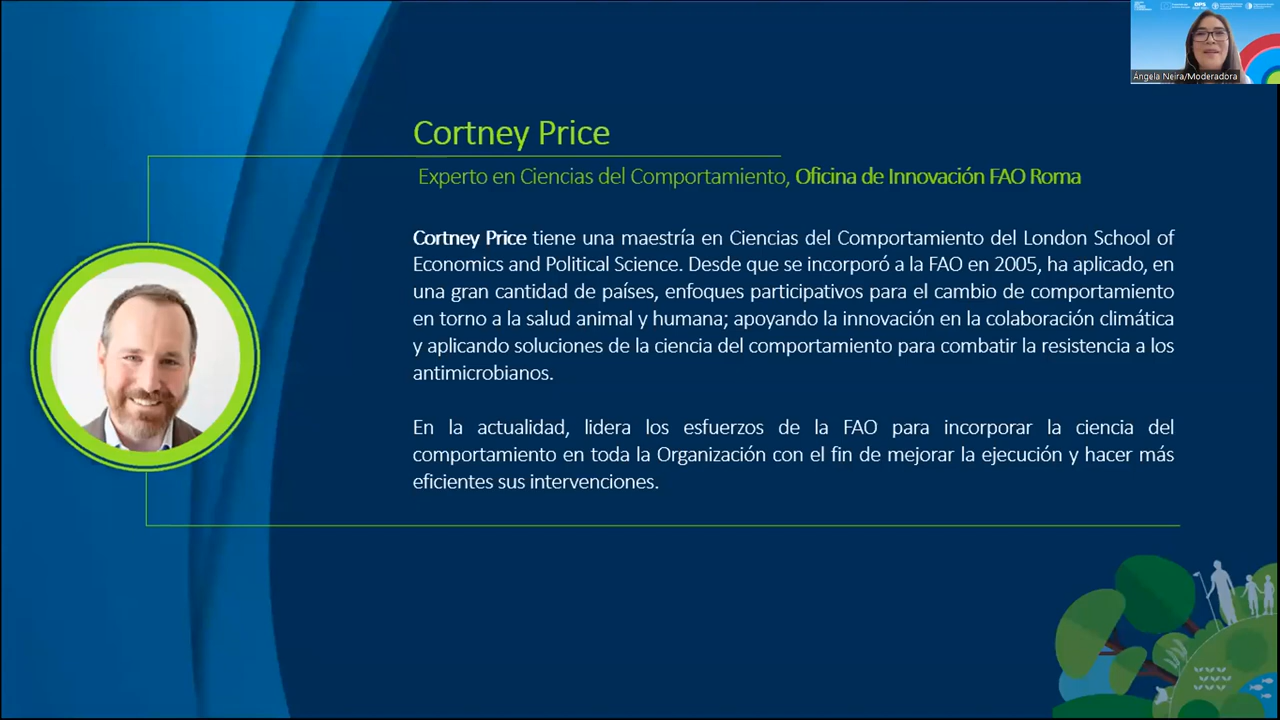 Ángela Neira/Moderadora
Cortney Price
Experto en Ciencias del Comportamiento, Oficina de Innovación FAO Roma
Cortney Price tiene una maestría en Ciencias del Comportamiento del London School of
Economics and Political Science. Desde que se incorporó a la FAO en 2005, ha aplicado, en
una gran cantidad de países, enfoques participativos para el cambio de comportamiento
en torno a la salud animal y humana; apoyando la innovación en la colaboración climática
y aplicando soluciones de la ciencia del comportamiento para combatir la resistencia a los
antimicrobianos.
En la actualidad, lidera los esfuerzos de la FAO para incorporar la ciencia del
comportamiento en toda la Organización con el fin de mejorar la ejecución y hacer más
eficientes sus intervenciones.